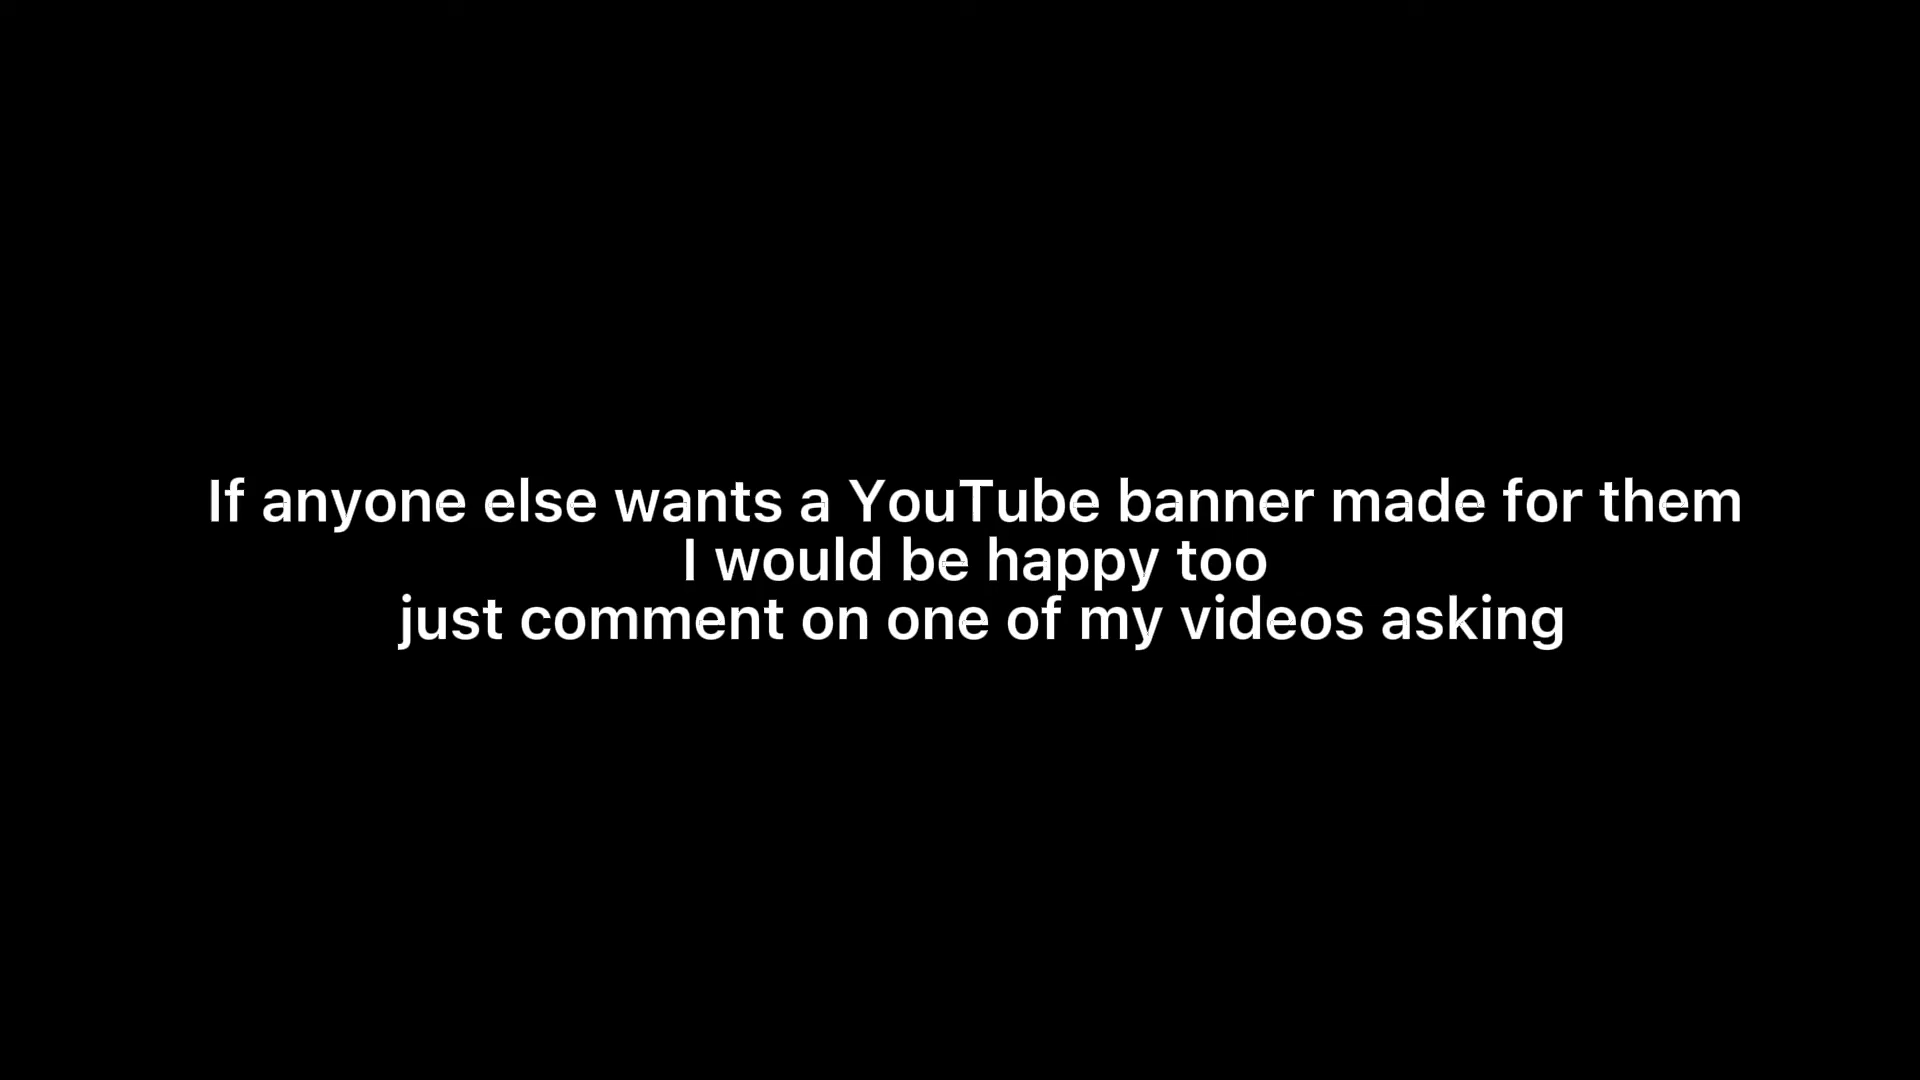 If anyone else wants a YouTube banner made for them
I would be happy too
just comment on one of my videos asking